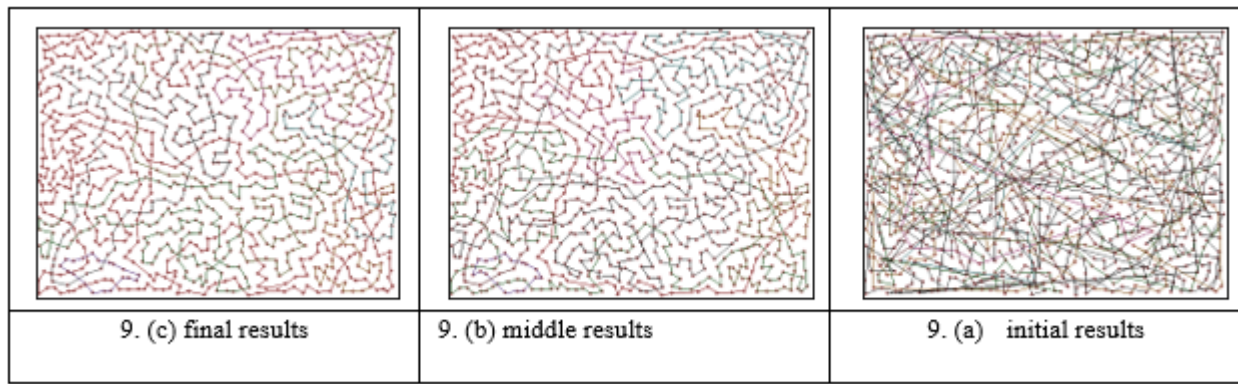 9. (c) final results
9. (b) middle results
9. (a) initial results